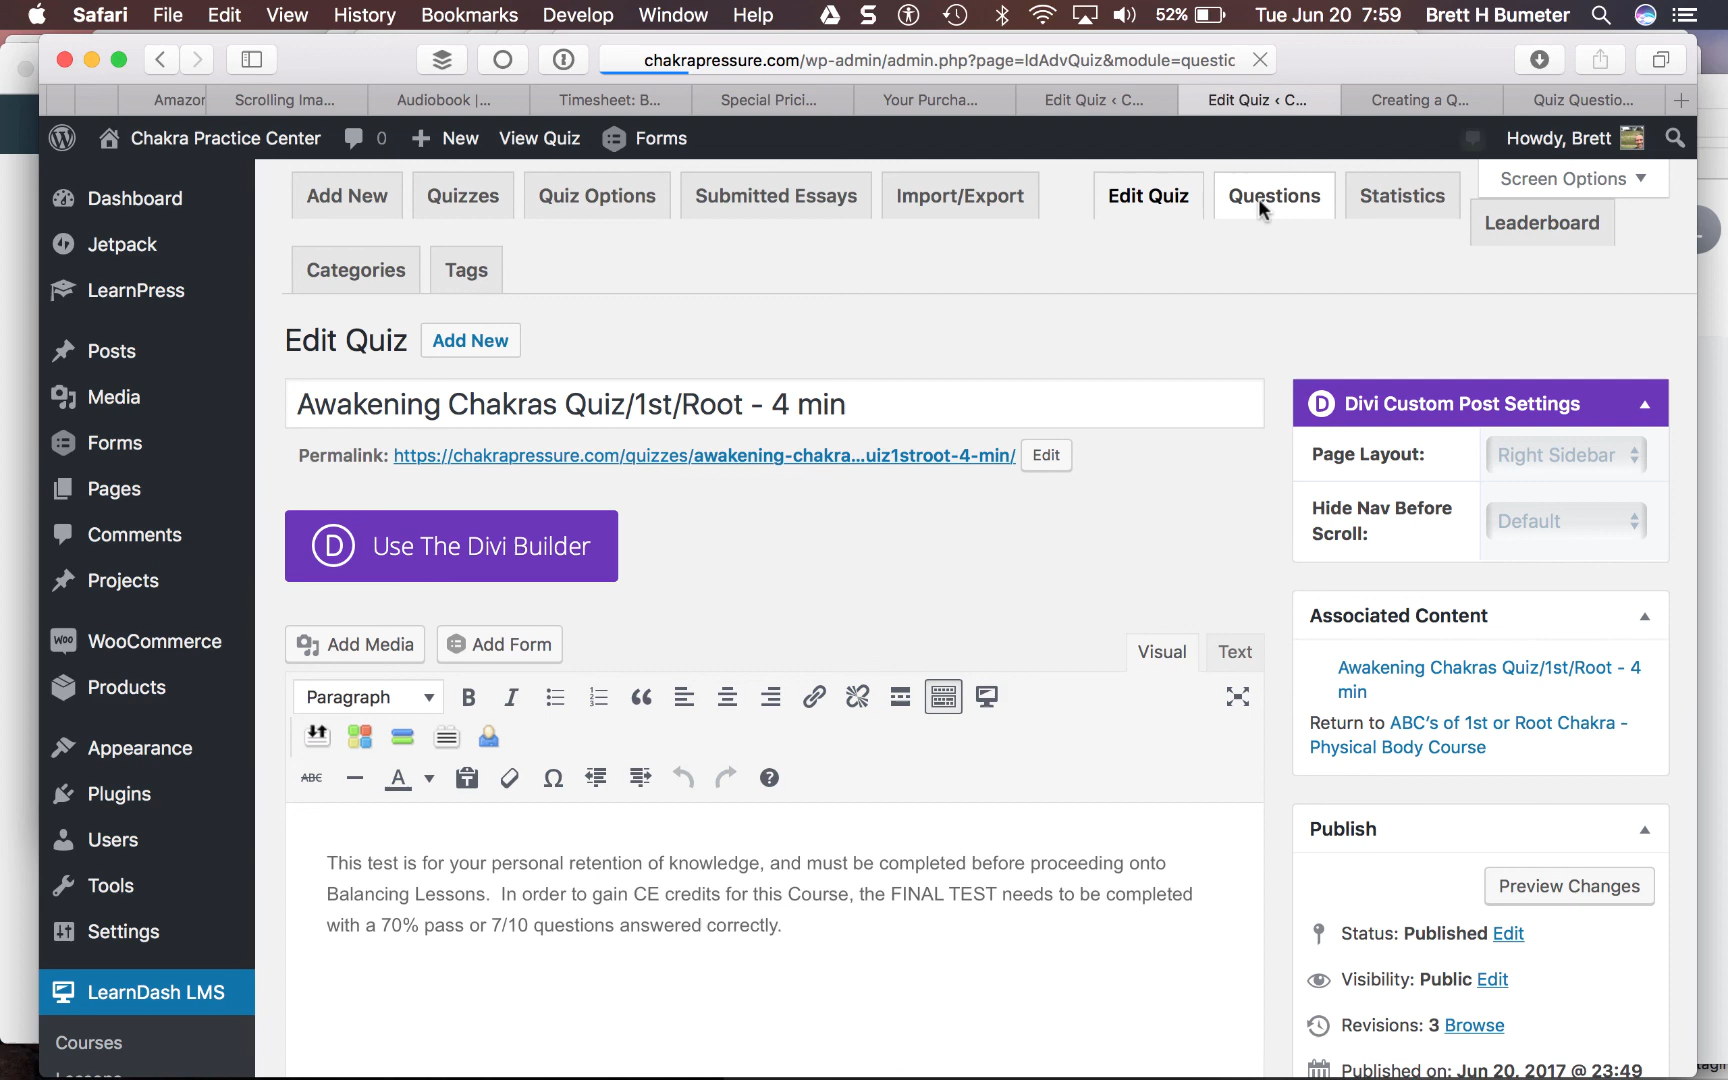 Safari File Edit View History Bookmarks Develop Window Help 52% Tue Jun 20 7:59 Brett H Bumeter
chakrapressure.com/wp-admin/admin.php?page=ldAdvQuiz&module=questic
Amazor Scrolling Ima... Audiobook |... Timesheet: B... Special Prici... Your Purcha... Edit Quiz ‹ C... Edit Quiz ‹ C... Creating a Q... Quiz Questio...
Chakra Practice Center 0 New View Quiz Forms Howdy, Brett
Screen Options
Add New Quizzes Quiz Options Submitted Essays Import/Export Edit Quiz Questions Statistics
Leaderboard
Categories Tags
Dashboard
Jetpack
LearnPress
Posts
Media
Forms
Pages
Comments
Projects
WooCommerce
Products
Appearance
Plugins
Users
Tools
Settings
LearnDash LMS
Courses
Edit Quiz Add New
Awakening Chakras Quiz/1st/Root - 4 min
Permalink: https://chakrapressure.com/quizzes/awakening-chakra...uiz1stroot-4-min/ Edit
Use The Divi Builder
Add Media Add Form
Visual Text
Paragraph
This test is for your personal retention of knowledge, and must be completed before proceeding onto
Balancing Lessons. In order to gain CE credits for this Course, the FINAL TEST needs to be completed
with a 70% pass or 7/10 questions answered correctly.
Divi Custom Post Settings
Page Layout: Right Sidebar
Hide Nav Before
Scroll:
Default
Associated Content
Awakening Chakras Quiz/1st/Root - 4
min
Return to ABC's of 1st or Root Chakra -
Physical Body Course
Publish
Preview Changes
Status: Published Edit
Visibility: Public Edit
Revisions: 3 Browse
Published on: Jun 20, 2017 @ 23:49